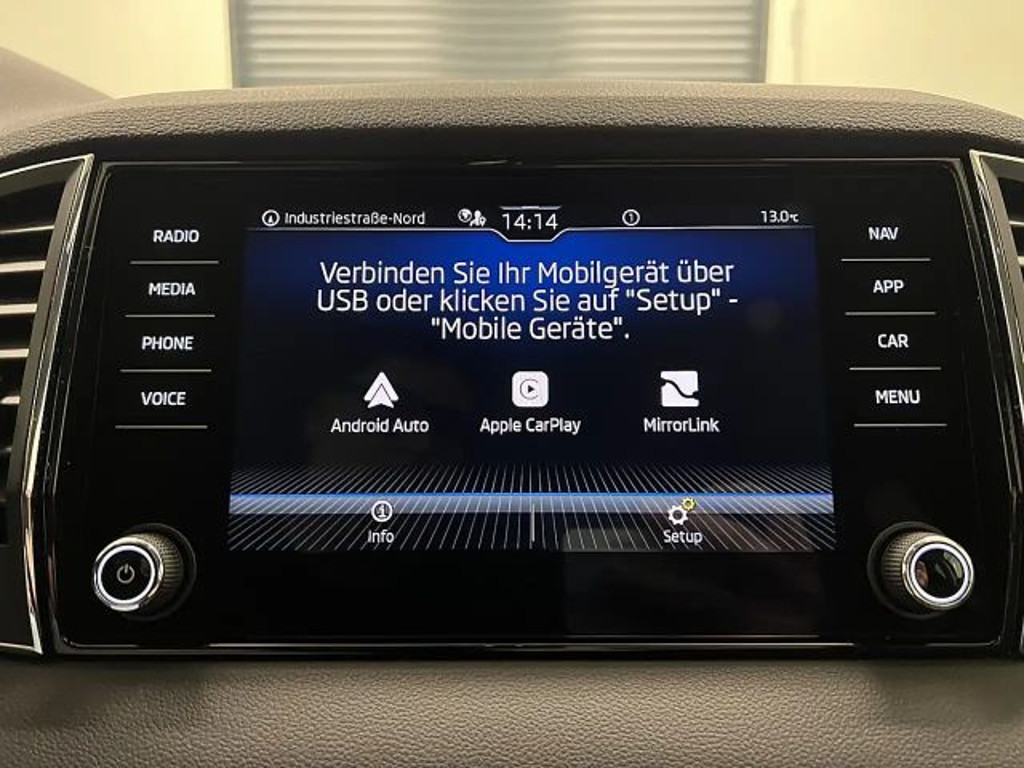 Industriestraße-Nord 14:14 1 13.0°C
RADIO
MEDIA
PHONE
VOICE
Verbinden Sie Ihr Mobilgerät über
USB oder klicken Sie auf "Setup" -
"Mobile Geräte".
Android Auto Apple CarPlay MirrorLink
Info Setup
NAV
APP
CAR
MENU